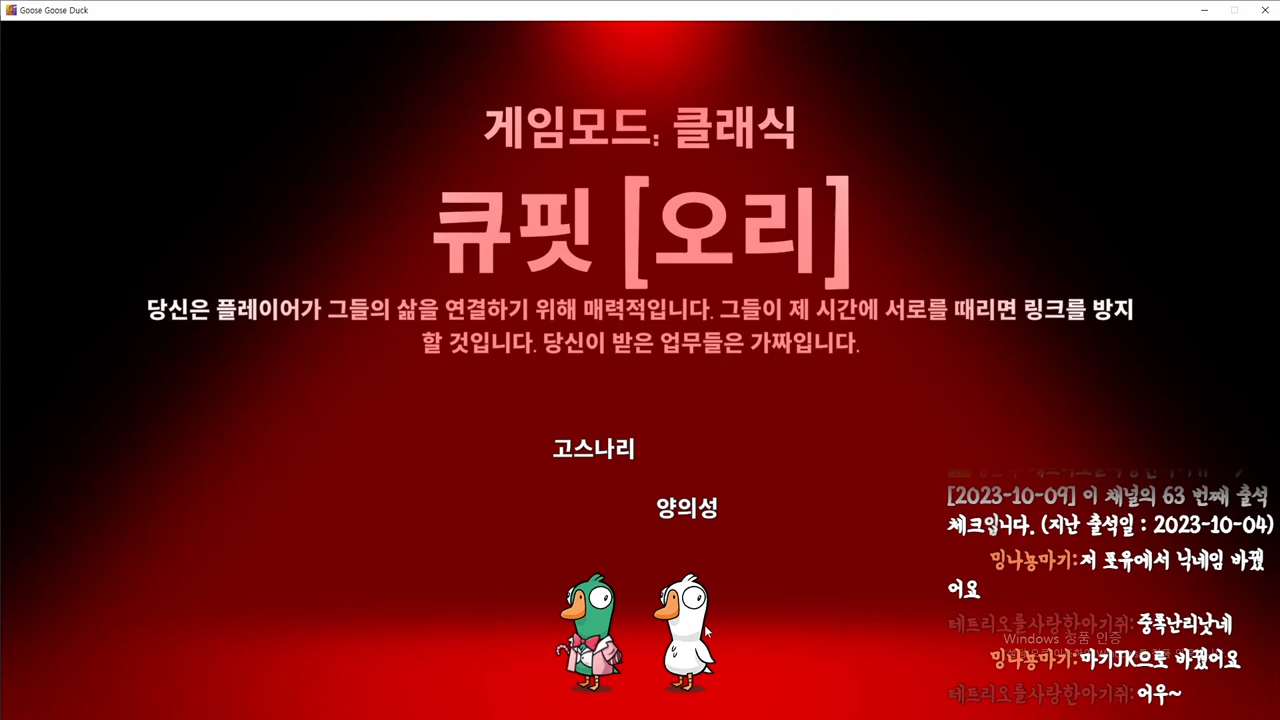 Goose Goose Duck
게임모드: 클래식
큐핏 [오리]
당신은 플레이어가 그들의 삶을 연결하기 위해 매력적입니다. 그들이 제 시간에 서로를 때리면 링크를 방지
할 것입니다. 당신이 받은 업무들은 가짜입니다.
고스나리
양의성
[2023-10-09] 이 채널의 63 번째 출석
체크입니다. (지난 출석일 : 2023-10-04)
밍나뇽마기:저 포유에서 닉네임 바꿨
어요
테트리오를사랑한아기쥐:중폭난리낫네
Windows 정품 인증
밍나뇽마기:마기JK으로 바꿨어요
테트리오를사랑한아기쥐:어우~